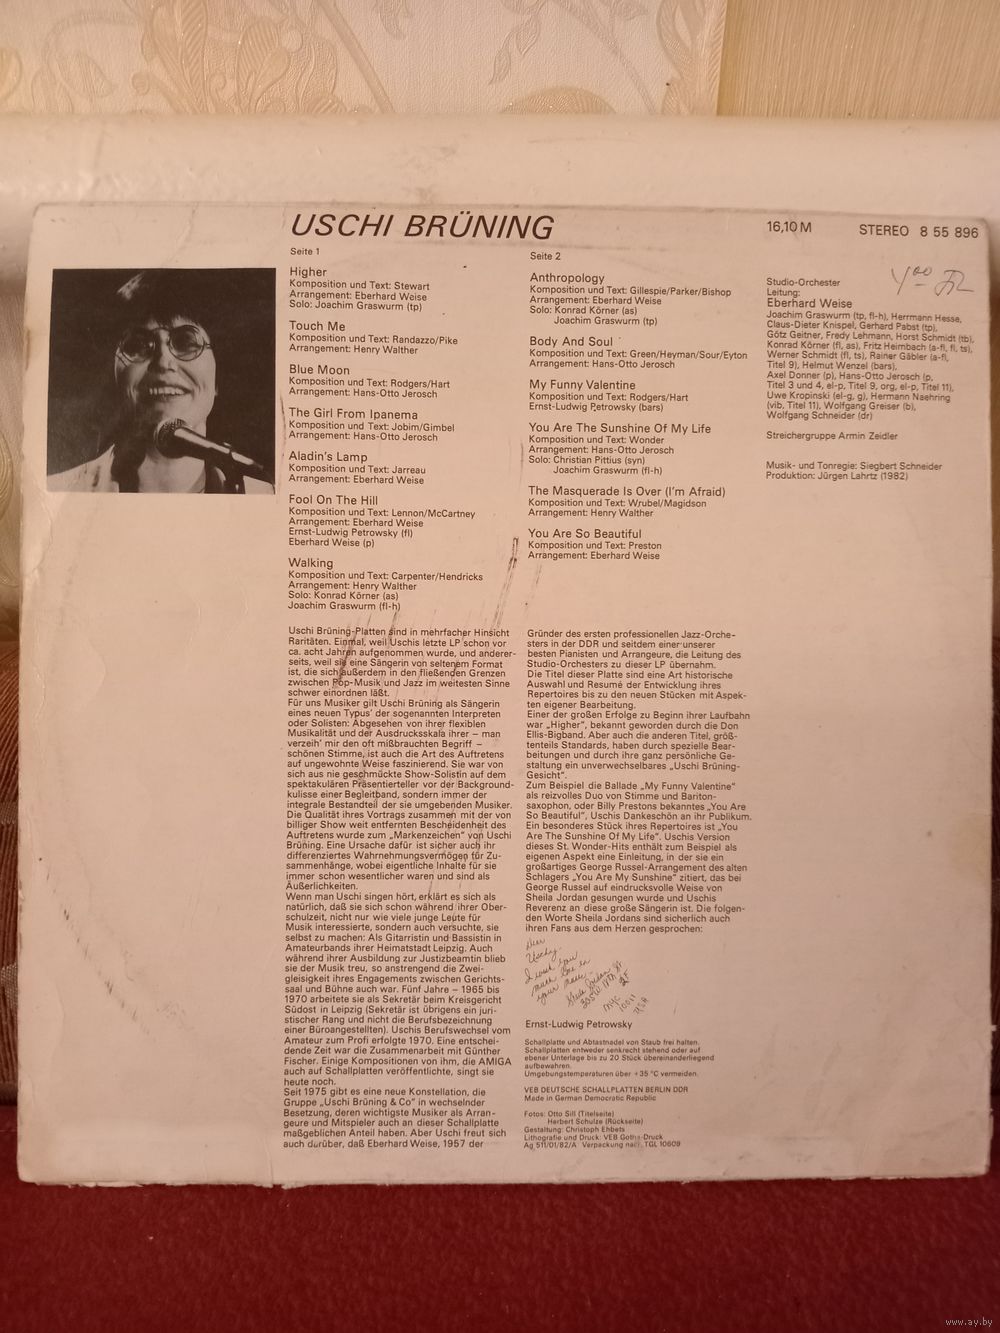 USCHI BRÜNING
16,10 M
STEREO 8 55 896
Seite 1
Higher
Komposition und Text: Stewart
Arrangement: Eberhard Weise
Solo: Joachim Graswurm (tp)
Touch Me
Komposition und Text: Randazzo/Pike
Arrangement: Henry Walther
Blue Moon
Komposition und Text: Rodgers/Hart
Arrangement: Hans-Otto Jerosch
The Girl From Ipanema
Komposition und Text: Jobim/Gimbel
Arrangement: Hans-Otto Jerosch
Aladin's Lamp
Komposition und Text: Jarreau
Arrangement: Eberhard Weise
Fool On The Hill
Komposition und Text: Lennon/McCartney
Arrangement: Eberhard Weise
Ernst-Ludwig Petrowsky (fl)
Eberhard Weise (p)
Walking
Komposition und Text: Carpenter/Hendricks
Arrangement: Henry Walther
Solo: Konrad Körner (as)
Joachim Graswurm (fl-h)
Seite 2
Anthropology
Komposition und Text: Gillespie/Parker/Bishop
Arrangement: Eberhard Weise
Solo: Konrad Körner (as)
Joachim Graswurm (tp)
Body And Soul
Komposition und Text: Green/Heyman/Sour/Eyton
Arrangement: Hans-Otto Jerosch
My Funny Valentine
Komposition und Text: Rodgers/Hart
Ernst-Ludwig Petrowsky (bars)
You Are The Sunshine Of My Life
Komposition und Text: Wonder
Arrangement: Hans-Otto Jerosch
Solo: Christian Pittius (syn)
Joachim Graswurm (fl-h)
The Masquerade Is Over (I'm Afraid)
Komposition und Text: Wrubel/Magidson
Arrangement: Henry Walther
You Are So Beautiful
Komposition und Text: Preston
Arrangement: Eberhard Weise
Studio-Orchester
Leitung:
Eberhard Weise
Joachim Graswurm (tp, fl-h), Herrmann Hesse,
Claus-Dieter Knispel, Gerhard Pabst (tp),
Götz Geitner, Fredy Lehmann, Horst Schmidt (tb),
Konrad Körner (fl, as), Fritz Heimbach (a-fl, fl, ts),
Werner Schmidt (fl, ts), Rainer Gäbler (a-fl,
Titel 9), Helmut Wenzel (bars),
Axel Donner (p), Hans-Otto Jerosch (p,
Titel 3 und 4, el-p, Titel 9, org, el-p, Titel 11),
Uwe Kropinski (el-g, g), Hermann Naehring
(vib, Titel 11), Wolfgang Greiser (b),
Wolfgang Schneider (dr)
Streichergruppe Armin Zeidler
Musik- und Tonregie: Siegbert Schneider
Produktion: Jürgen Lahrtz (1982)
Uschi Brüning-Platten sind in mehrfacher Hinsicht
Raritäten. Einmal, weil Uschis letzte LP schon vor
ca. acht Jahren aufgenommen wurde, und anderer-
seits, weil sie eine Sängerin von seltenem Format
ist, die sich außerdem in den fließenden Grenzen
zwischen Pop-Musik und Jazz im weitesten Sinne
schwer einordnen läßt.
Für uns Musiker gilt Uschi Brüning als Sängerin
eines neuen Typus' der sogenannten Interpreten
oder Solisten: Abgesehen von ihrer flexiblen
Musikalität und der Ausdrucksskala ihrer – man
verzeih' mir den oft mißbrauchten Begriff –
schönen Stimme, ist auch die Art des Auftretens
auf ungewohnte Weise faszinierend. Sie war von
sich aus nie geschmückte Show-Solistin auf dem
spektakulären Präsentierteller vor der Background-
kulisse einer Begleitband, sondern immer der
integrale Bestandteil der sie umgebenden Musiker.
Die Qualität ihres Vortrags zusammen mit der von
billiger Show weit entfernten Bescheidenheit des
Auftretens wurde zum „Markenzeichen" von Uschi
Brüning. Eine Ursache dafür ist sicher auch ihr
differenziertes Wahrnehmungsvermögen für Zu-
sammenhänge, wobei eigentliche Inhalte für sie
immer schon wesentlicher waren und sind als
Äußerlichkeiten.
Wenn man Uschi singen hört, erklärt es sich als
natürlich, daß sie sich schon während ihrer Ober-
schulzeit, nicht nur wie viele junge Leute für
Musik interessierte, sondern auch versuchte, sie
selbst zu machen: Als Gitarristin und Bassistin in
Amateurbands ihrer Heimatstadt Leipzig. Auch
während ihrer Ausbildung zur Justizbeamtin blieb
sie der Musik treu, so anstrengend die Zwei-
gleisigkeit ihres Engagements zwischen Gerichts-
saal und Bühne auch war. Fünf Jahre – 1965 bis
1970 arbeitete sie als Sekretär beim Kreisgericht
Südost in Leipzig (Sekretär ist übrigens ein juri-
stischer Rang und nicht die Berufsbezeichnung
einer Büroangestellten). Uschis Berufswechsel vom
Amateur zum Profi erfolgte 1970. Eine entschei-
dende Zeit war die Zusammenarbeit mit Günther
Fischer. Einige Kompositionen von ihm, die AMIGA
auch auf Schallplatten veröffentlichte, singt sie
heute noch.
Seit 1975 gibt es eine neue Konstellation, die
Gruppe „Uschi Brüning & Co" in wechselnder
Besetzung, deren wichtigste Musiker als Arran-
geure und Mitspieler auch an dieser Schallplatte
maßgeblichen Anteil haben. Aber Uschi freut sich
auch darüber, daß Eberhard Weise, 1957 der
Gründer des ersten professionellen Jazz-Orche-
sters in der DDR und seitdem einer unserer
besten Pianisten und Arrangeure, die Leitung des
Studio-Orchesters zu dieser LP übernahm.
Die Titel dieser Platte sind eine Art historische
Auswahl und Resumé der Entwicklung ihres
Repertoires bis zu den neuen Stücken mit Aspek-
ten eigener Bearbeitung.
Einer der großen Erfolge zu Beginn ihrer Laufbahn
war „Higher", bekannt geworden durch die Don
Ellis-Bigband. Aber auch die anderen Titel, größ-
tenteils Standards, haben durch spezielle Bear-
beitungen und durch ihre ganz persönliche Ge-
staltung ein unverwechselbares „Uschi Brüning-
Gesicht".
Zum Beispiel die Ballade „My Funny Valentine"
als reizvolles Duo von Stimme und Bariton-
saxophon, oder Billy Prestons bekanntes „You Are
So Beautiful", Uschis Dankeschön an ihr Publikum.
Ein besonderes Stück ihres Repertoires ist „You
Are The Sunshine Of My Life". Uschis Version
dieses St. Wonder-Hits enthält zum Beispiel als
eigenen Aspekt eine Einleitung, in der sie ein
großartiges George Russel-Arrangement des alten
Schlagers „You Are My Sunshine" zitiert, das bei
George Russel auf eindrucksvolle Weise von
Sheila Jordan gesungen wurde und Uschis
Reverenz an diese große Sängerin ist. Die folgen-
den Worte Sheila Jordans sind sicherlich auch
ihren Fans aus dem Herzen gesprochen:
Dear
Uschy.
I wish you
much love in
your music.
Sheila Jordan
NYC
10011
USA
Ernst-Ludwig Petrowsky
Schallplatte und Abtastnadel von Staub frei halten.
Schallplatten entweder senkrecht stehend oder auf
ebener Unterlage bis zu 20 Stück übereinanderliegend
aufbewahren.
Umgebungstemperaturen über +35 °C vermeiden.
VEB DEUTSCHE SCHALLPLATTEN BERLIN DDR
Made in German Democratic Republic
Fotos: Otto Sill (Titelseite)
Herbert Schulze (Rückseite)
Gestaltung: Christoph Ehbets
Lithografie und Druck: VEB Gotha-Druck
Ag 511/01/82/A Verpackung nach TGL 10609
www.ay.by